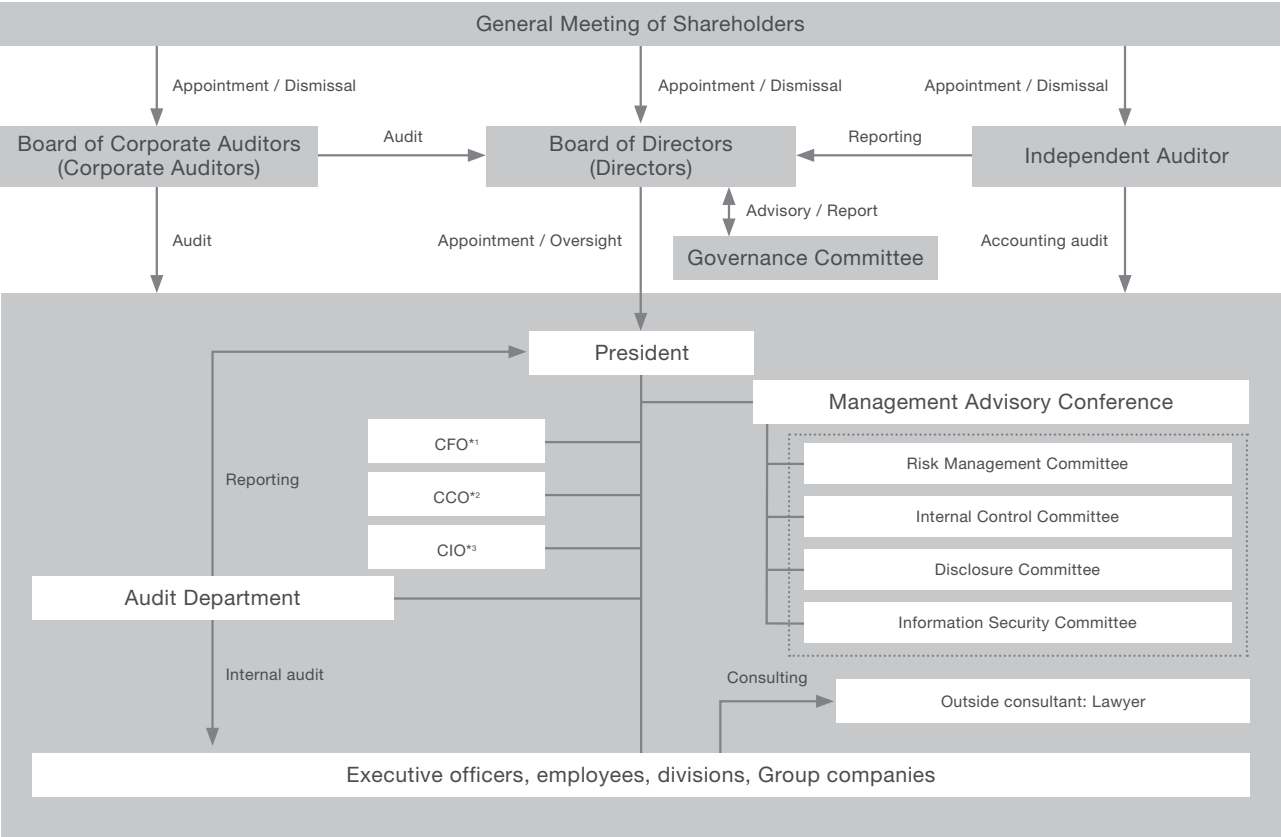 General Meeting of Shareholders
Appointment / Dismissal
Appointment / Dismissal
Appointment / Dismissal
Board of Corporate Auditors
(Corporate Auditors)
Audit
Board of Directors
(Directors)
Reporting
Independent Auditor
Audit
Appointment / Oversight
Advisory / Report
Governance Committee
Accounting audit
President
Management Advisory Conference
CFO*1
CCO*2
CIO*3
Reporting
Risk Management Committee
Internal Control Committee
Disclosure Committee
Information Security Committee
Audit Department
Internal audit
Consulting
Outside consultant: Lawyer
Executive officers, employees, divisions, Group companies